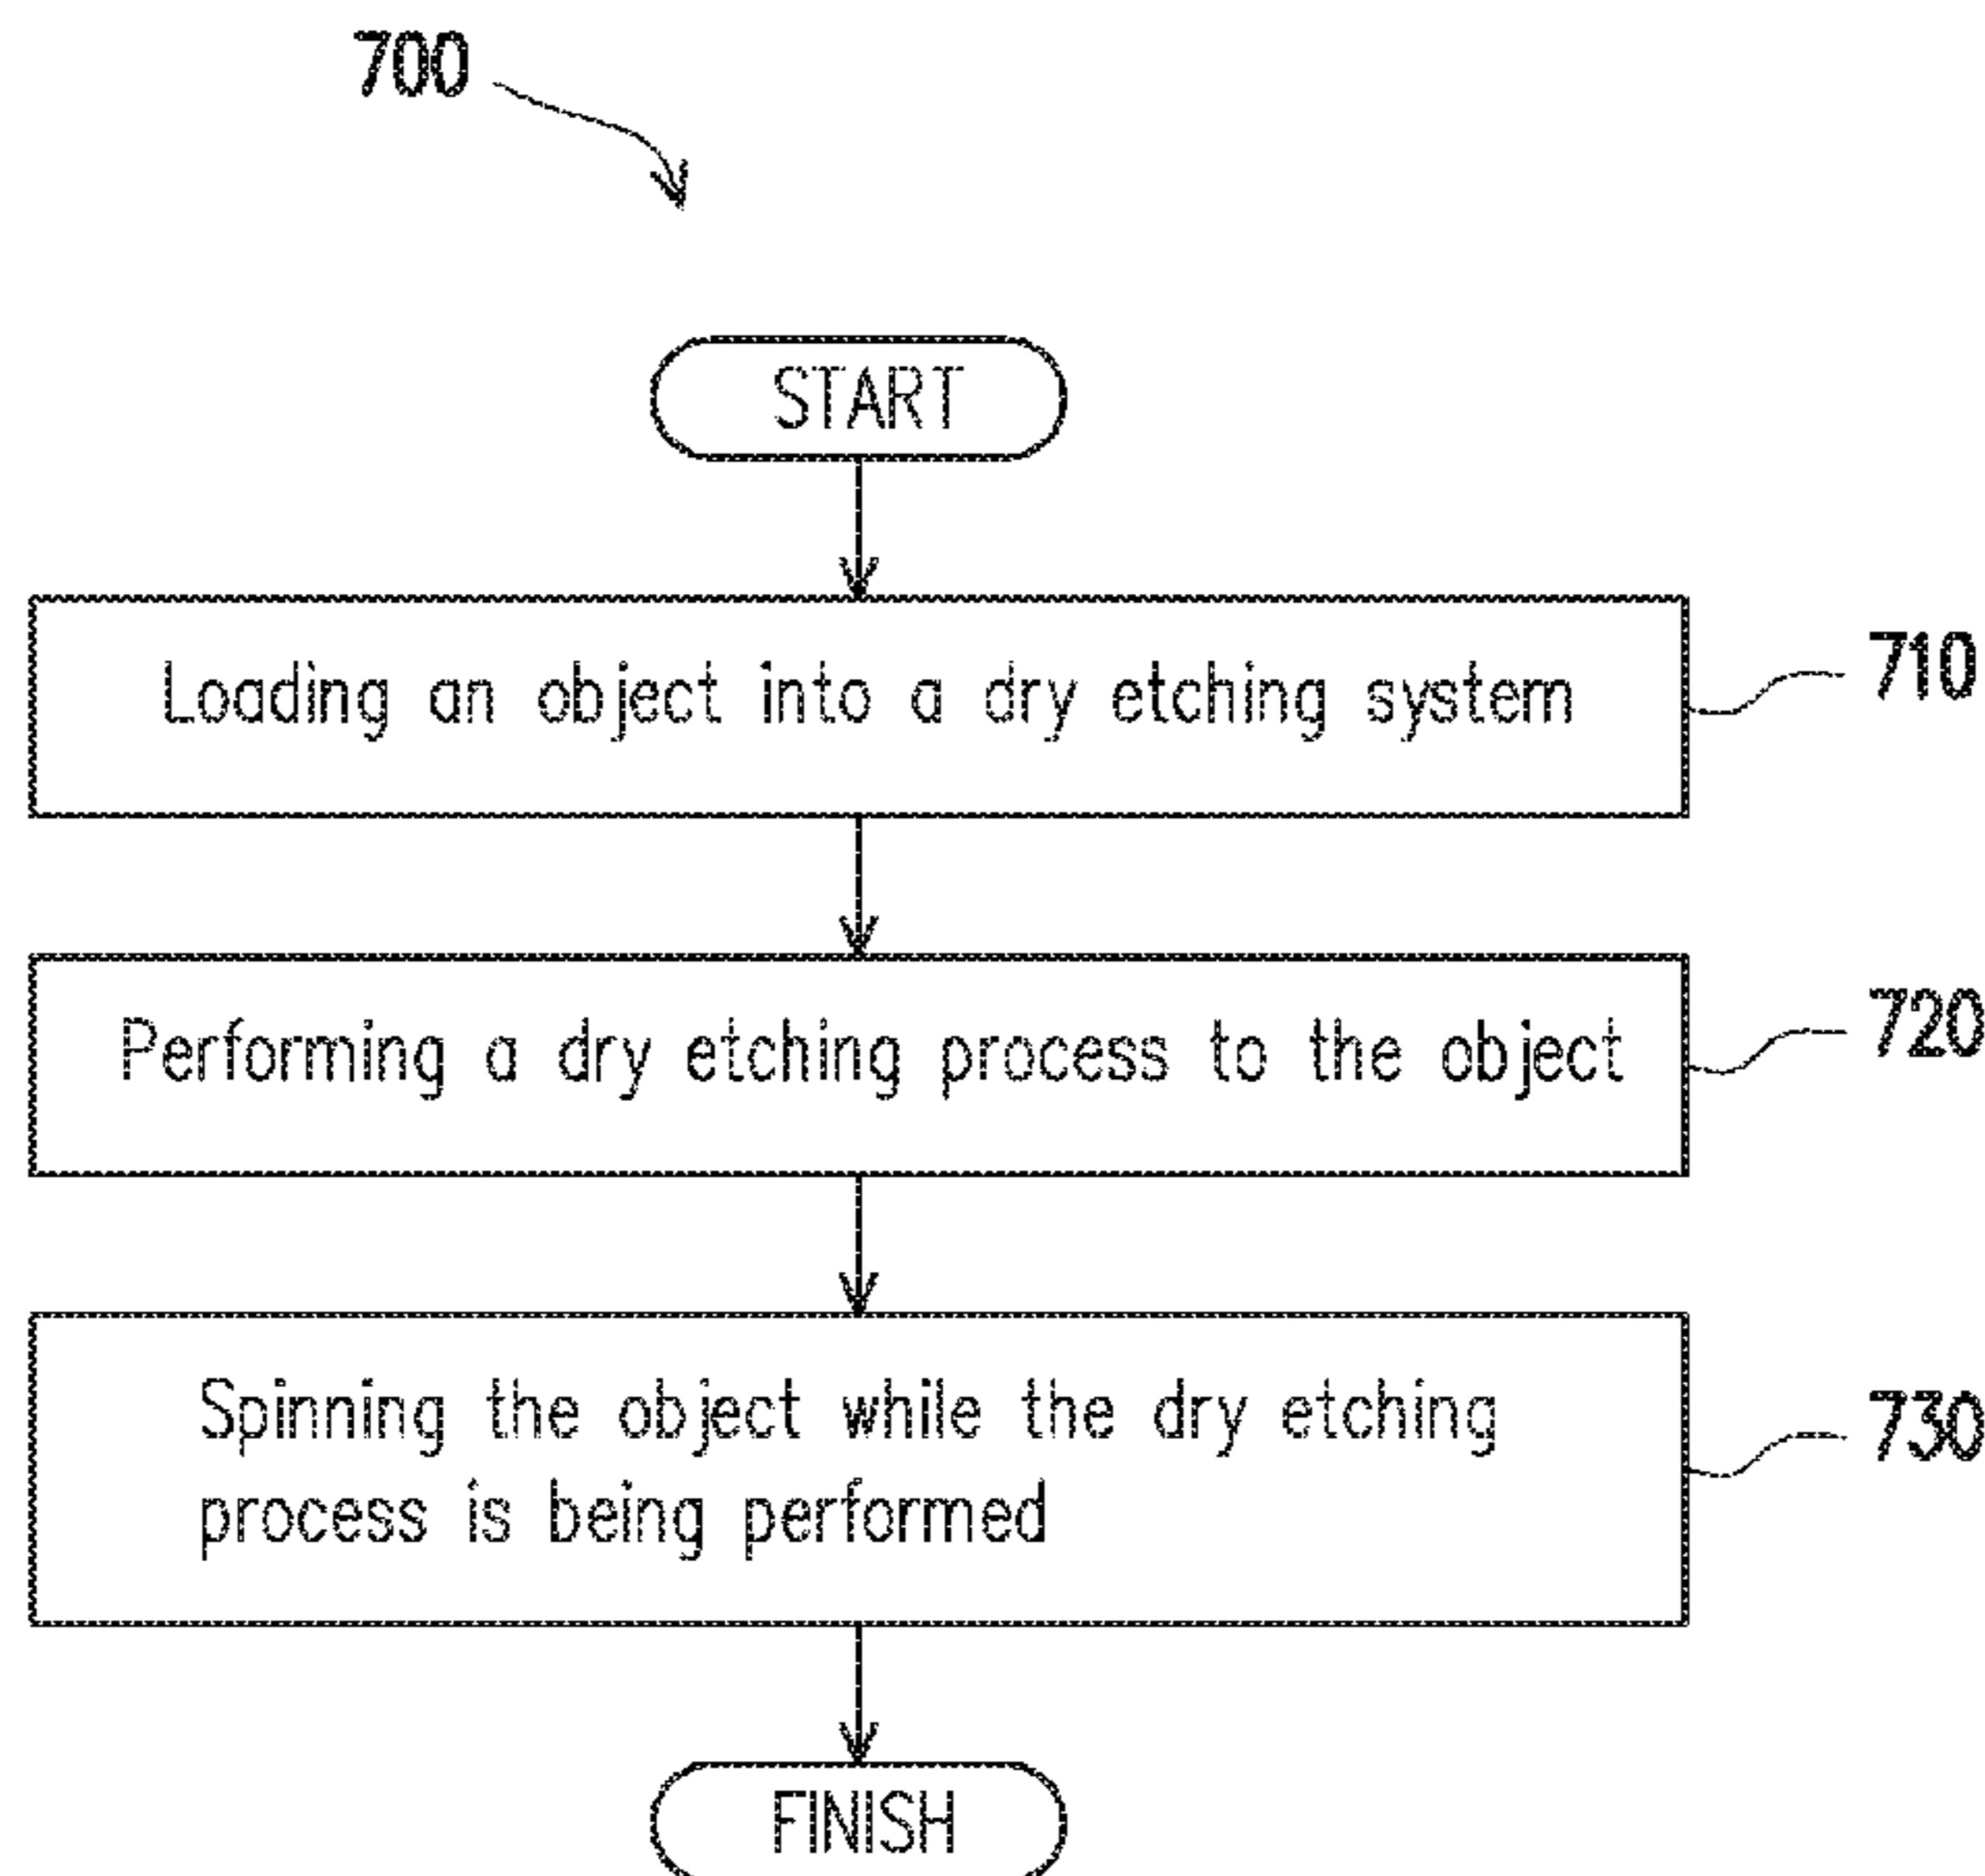 700
START
Loading an object into a dry etching system
710
Performing a dry etching process to the object
720
Spinning the object while the dry etching
process is being performed
730
FINISH